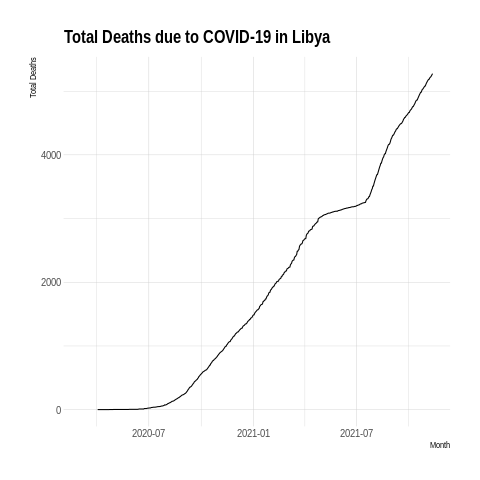 Total Deaths due to COVID-19 in Libya
Total Deaths
4000
2000
0
2020-07 2021-01 2021-07
Month